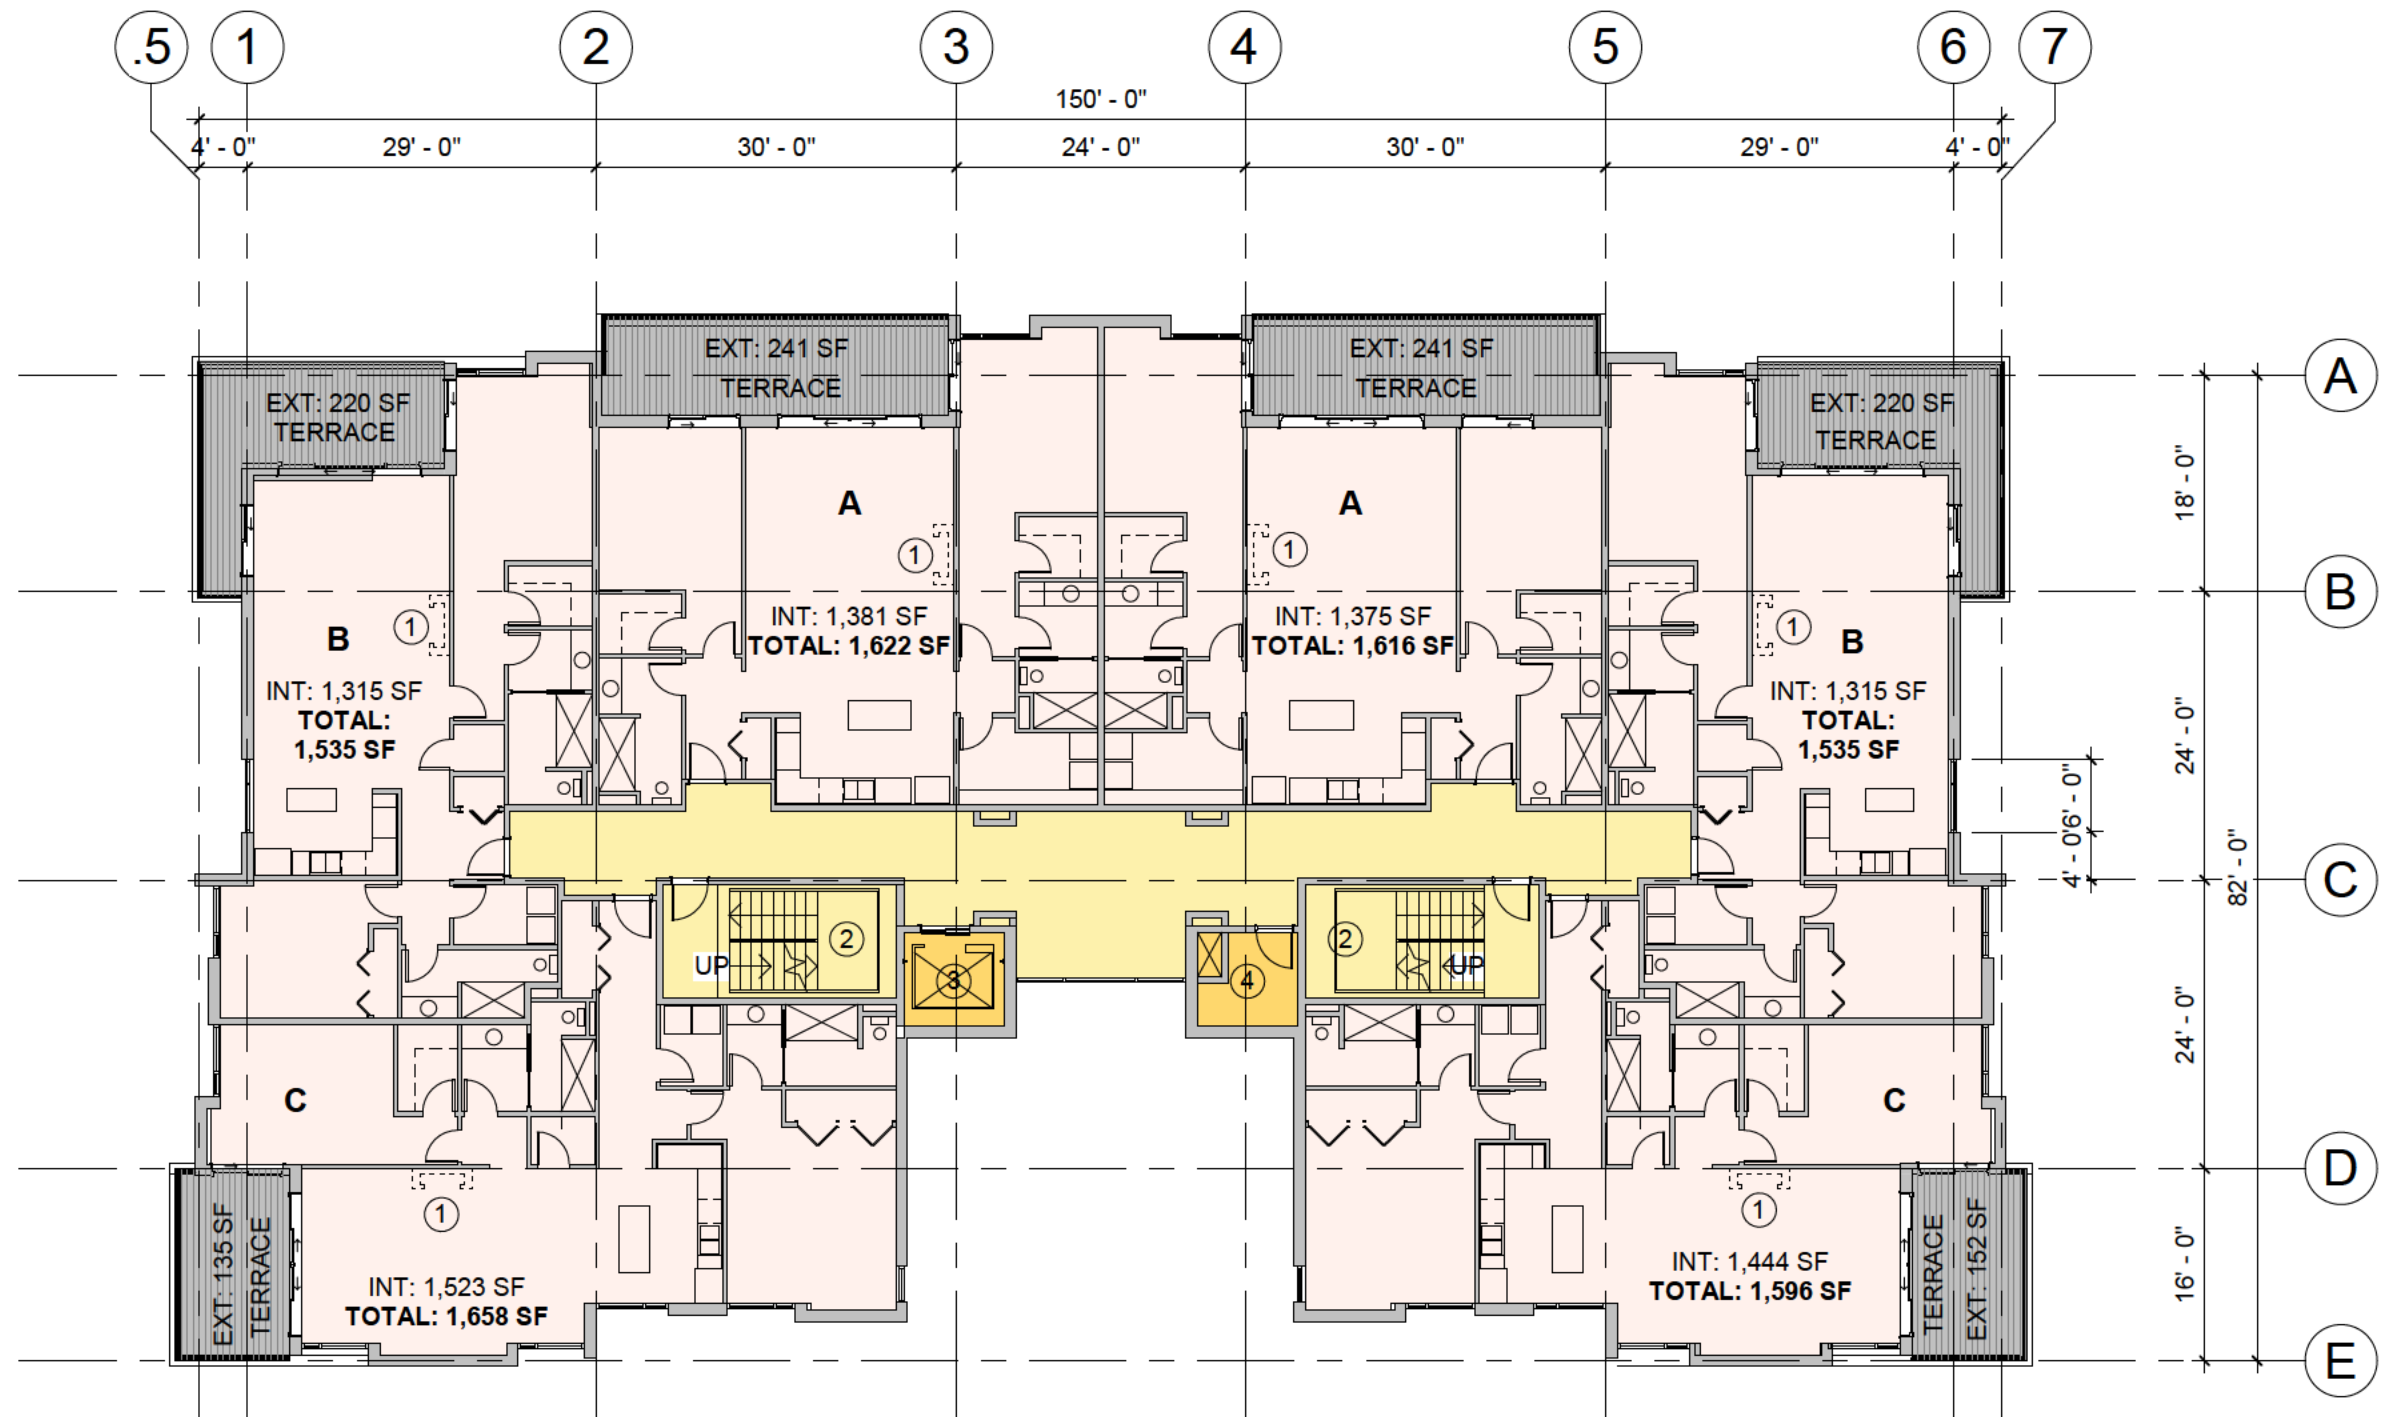 .5 1 2 3 4 5 6 7
150' - 0"
4' - 0" 29' - 0" 30' - 0" 24' - 0" 30' - 0" 29' - 0" 4' - 0"
EXT: 241 SF
TERRACE
EXT: 241 SF
TERRACE
EXT: 220 SF
TERRACE
EXT: 220 SF
TERRACE
A
18' - 0"
A
1
A
1
B
B
1
INT: 1,315 SF
TOTAL:
1,535 SF
INT: 1,381 SF
TOTAL: 1,622 SF
INT: 1,375 SF
TOTAL: 1,616 SF
1
B
INT: 1,315 SF
TOTAL:
1,535 SF
24' - 0"
6' - 0"
4' - 0"
82' - 0"
C
UP
2
3
4
2
UP
24' - 0"
C
C
D
EXT: 135 SF
TERRACE
1
INT: 1,523 SF
TOTAL: 1,658 SF
1
INT: 1,444 SF
TOTAL: 1,596 SF
TERRACE
EXT: 152 SF
16' - 0"
E